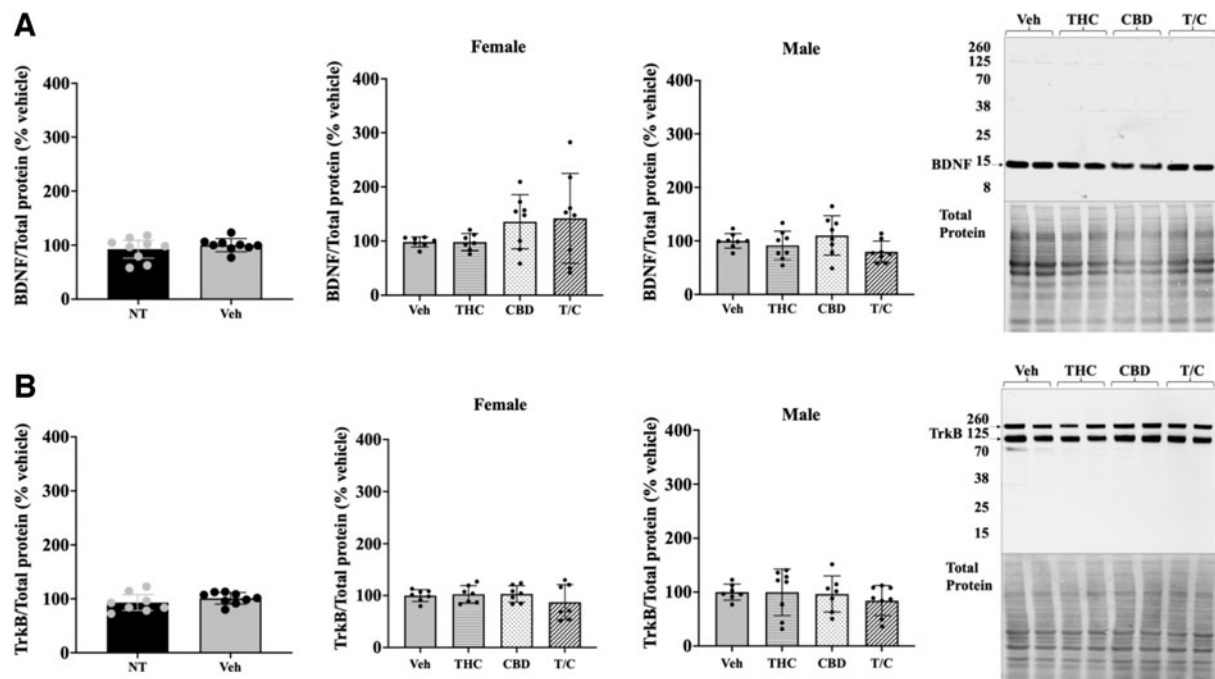 A
BDNF/Total protein (% vehicle)
400
300
200
100
0
NT
Veh
Female
BDNF/Total protein (% vehicle)
400
300
200
100
0
Veh
THC
CBD
T/C
Male
BDNF/Total protein (% vehicle)
400
300
200
100
0
Veh
THC
CBD
T/C
Veh THC CBD T/C
260
125
70
38
25
BDNF 15
8
Total
Protein
B
TrkB/Total protein (% vehicle)
400
300
200
100
0
NT
Veh
Female
TrkB/Total protein (% vehicle)
400
300
200
100
0
Veh
THC
CBD
T/C
Male
TrkB/Total protein (% vehicle)
400
300
200
100
0
Veh
THC
CBD
T/C
Veh THC CBD T/C
260
TrkB 125
70
38
25
15
Total
Protein